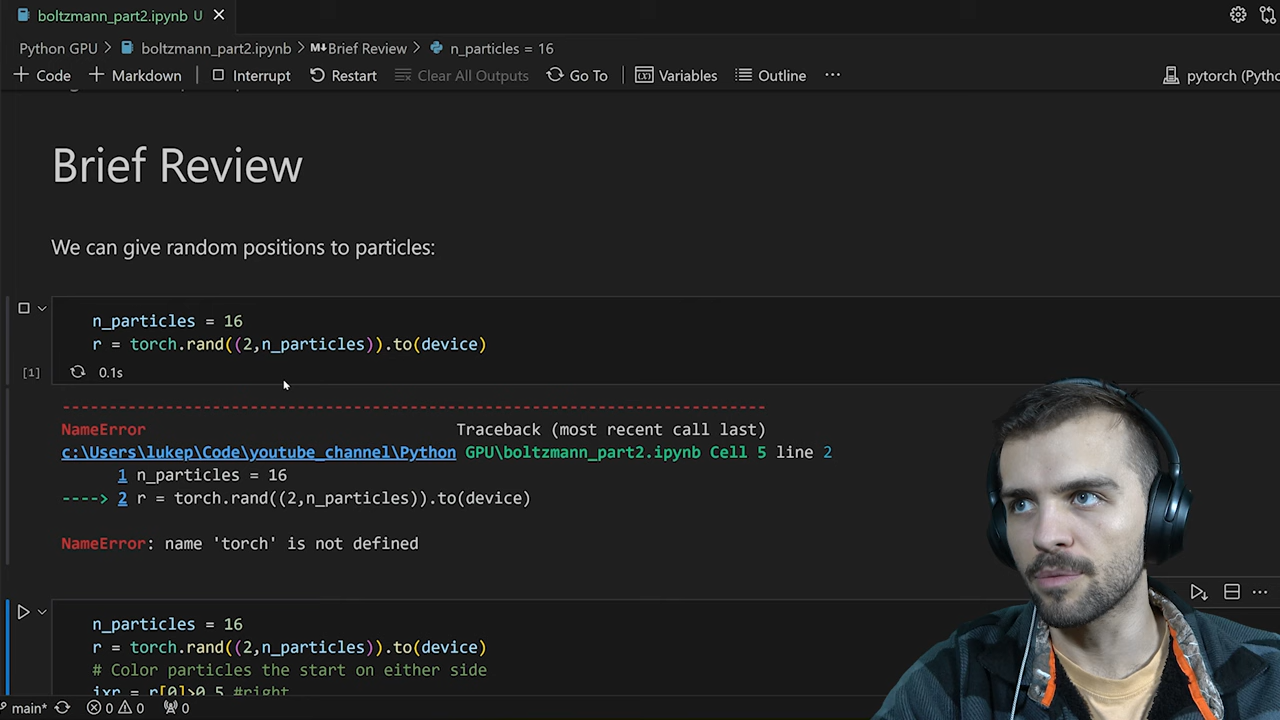 boltzmann_part2.ipynb U
Python GPU > boltzmann_part2.ipynb > Brief Review > n_particles = 16
Code Markdown Interrupt Restart Clear All Outputs Go To Variables Outline ... pytorch (Pytho
Brief Review
We can give random positions to particles:
n_particles = 16
r = torch.rand((2,n_particles)).to(device)
[1] 0.1s
---------------------------------------------------------------------------
NameError Traceback (most recent call last)
c:\Users\lukep\Code\youtube_channel\Python GPU\boltzmann_part2.ipynb Cell 5 line 2
1 n_particles = 16
----> 2 r = torch.rand((2,n_particles)).to(device)
NameError: name 'torch' is not defined
n_particles = 16
r = torch.rand((2,n_particles)).to(device)
# Color particles the start on either side
ixr = r[0]>0.5 #right
main* 0 0 0